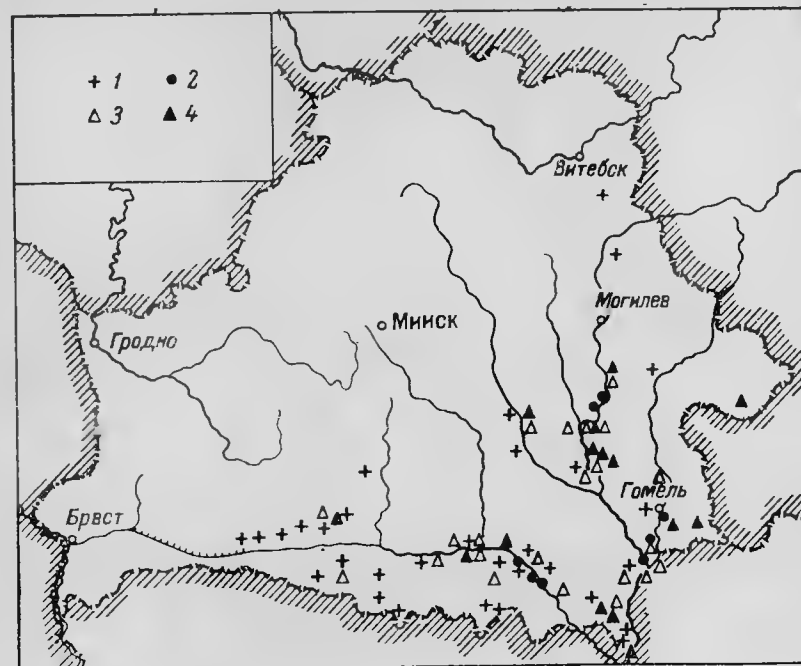 1 2
3 4
Витебск
Могилев
Минск
Гродно
Гомель
Брвст